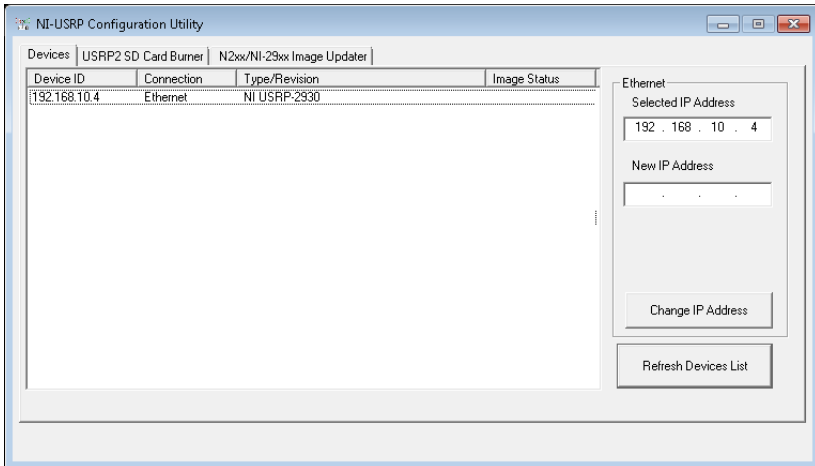 NI-USRP Configuration Utility
Devices USRP2 SD Card Burner N2xx/NI-29xx Image Updater
Device ID Connection Type/Revision Image Status
192.168.10.4 Ethernet NI USRP-2930
Ethernet
Selected IP Address
192 . 168 . 10 . 4
New IP Address
. . .
Change IP Address
Refresh Devices List